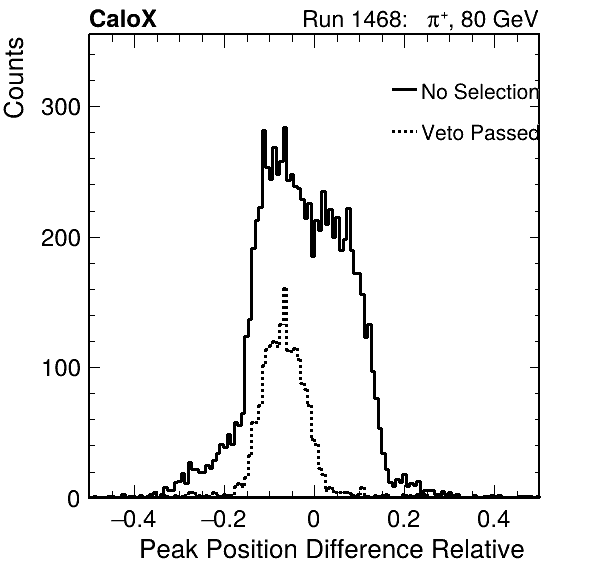 CaloX
Run 1468: π⁺, 80 GeV
Counts
No Selection
Veto Passed
300
200
100
0
−0.4 −0.2 0 0.2 0.4
Peak Position Difference Relative